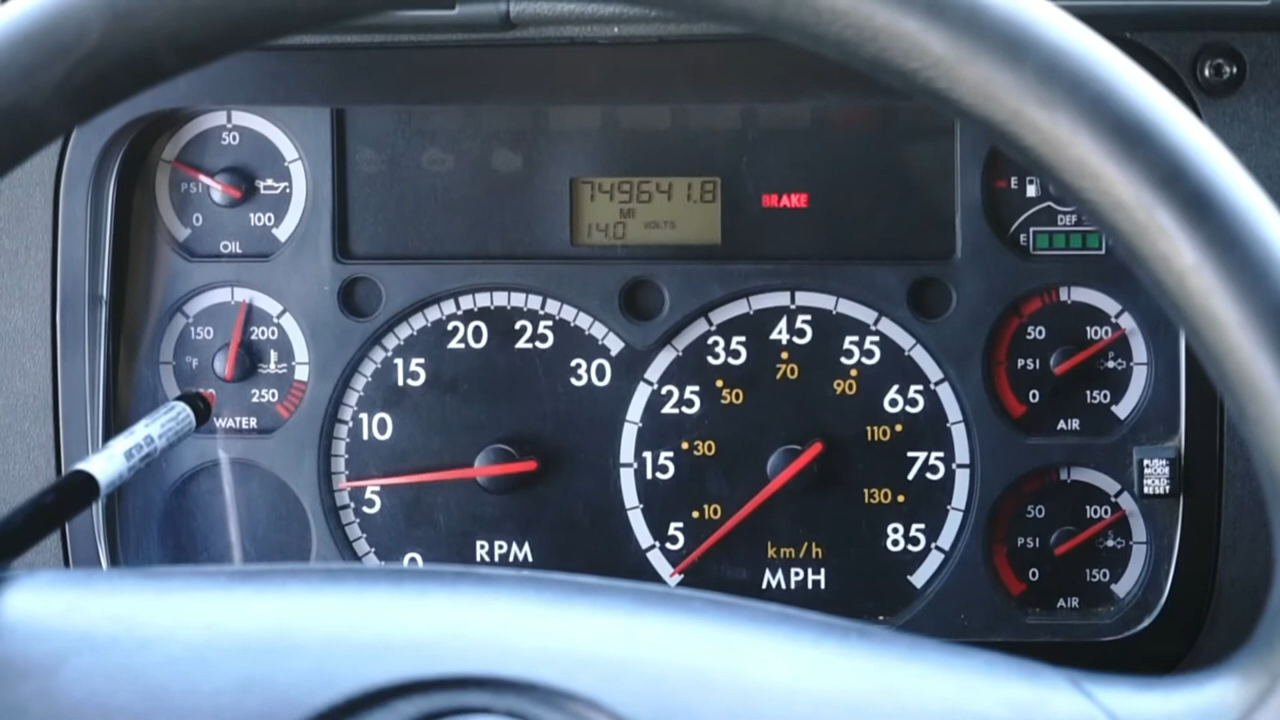 50
PSI
0 100
OIL
150 200
°F
250
WATER
749641.8
MI
14.0 VOLTS
BRAKE
E
DEF
E
0
5
10
15
20
25
30
RPM
5
15
25
35
45
55
65
75
85
10
30
50
70
90
110
130
km/h
MPH
50 100
PSI P
0 150
AIR
PUSH-
MODE
HOLD-
RESET
50 100
PSI S
0 150
AIR